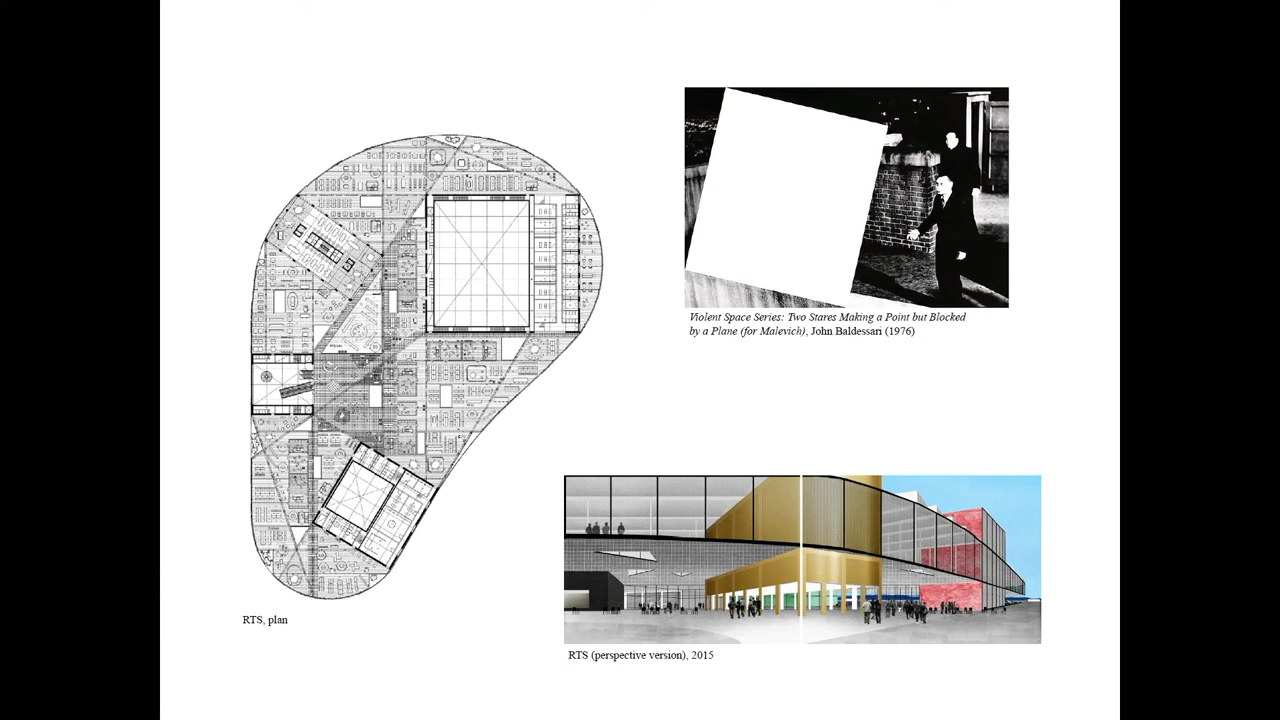 Violent Space Series: Two Stares Making a Point but Blocked
by a Plane (for Malevich), John Baldessari (1976)
RTS, plan
RTS (perspective version), 2015